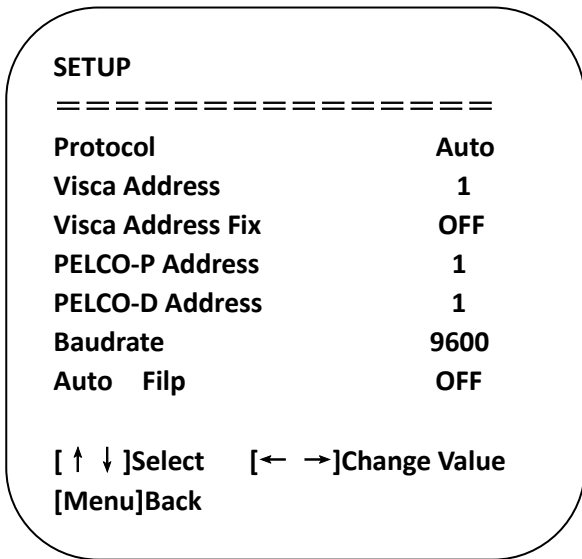 SETUP
===============
Protocol Auto
Visca Address 1
Visca Address Fix OFF
PELCO-P Address 1
PELCO-D Address 1
Baudrate 9600
Auto Filp OFF
[ ↑ ↓ ]Select [← →]Change Value
[Menu]Back